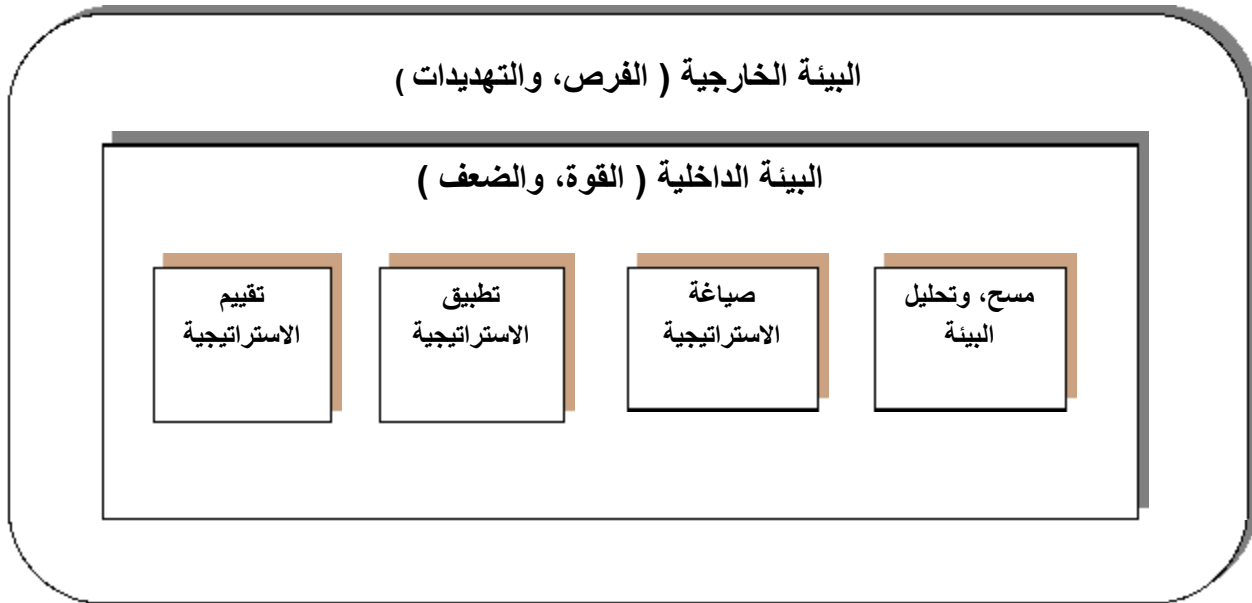 البيئة الخارجية ( الفرص، والتهديدات )
البيئة الداخلية ( القوة، والضعف )
مسح، وتحليل
البيئة
صياغة
الاستراتيجية
تطبيق
الاستراتيجية
تقييم
الاستراتيجية